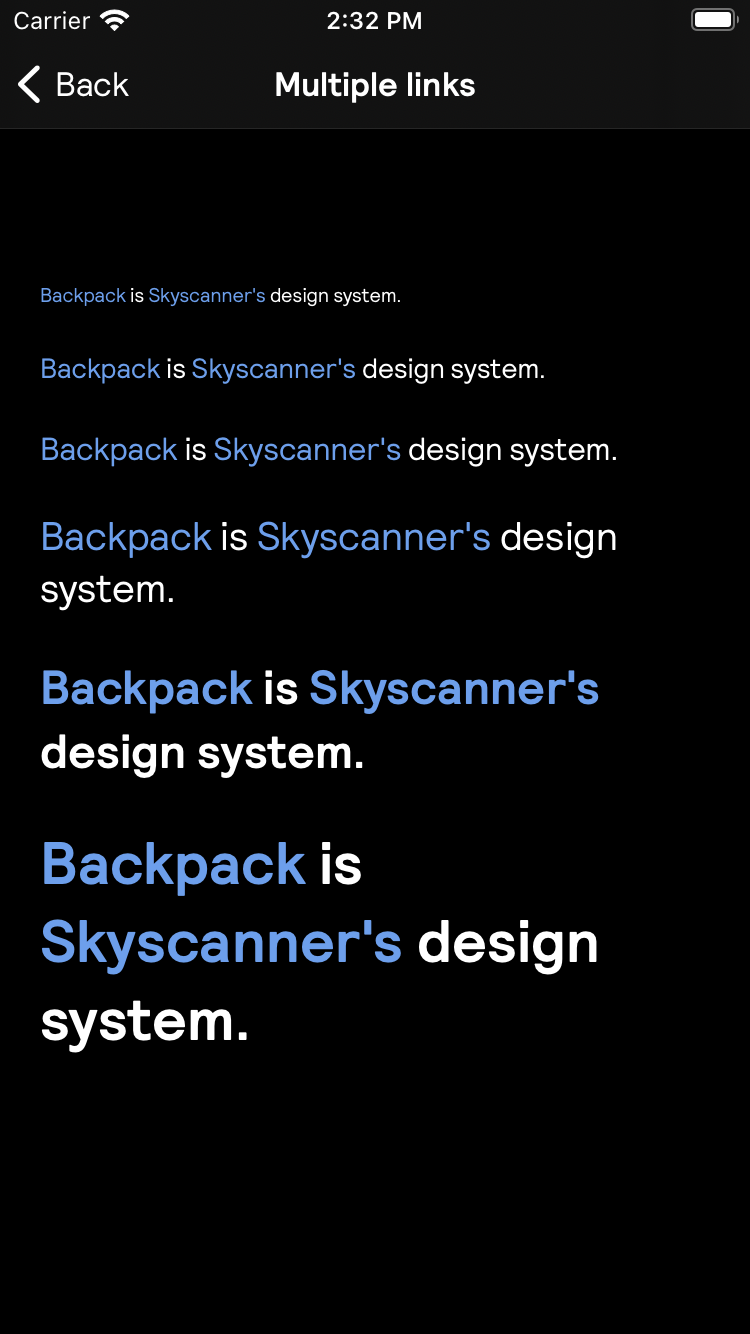 Carrier 2:32 PM
Back Multiple links
Backpack is Skyscanner's design system.
Backpack is Skyscanner's design system.
Backpack is Skyscanner's design system.
Backpack is Skyscanner's design
system.
Backpack is Skyscanner's
design system.
Backpack is
Skyscanner's design
system.